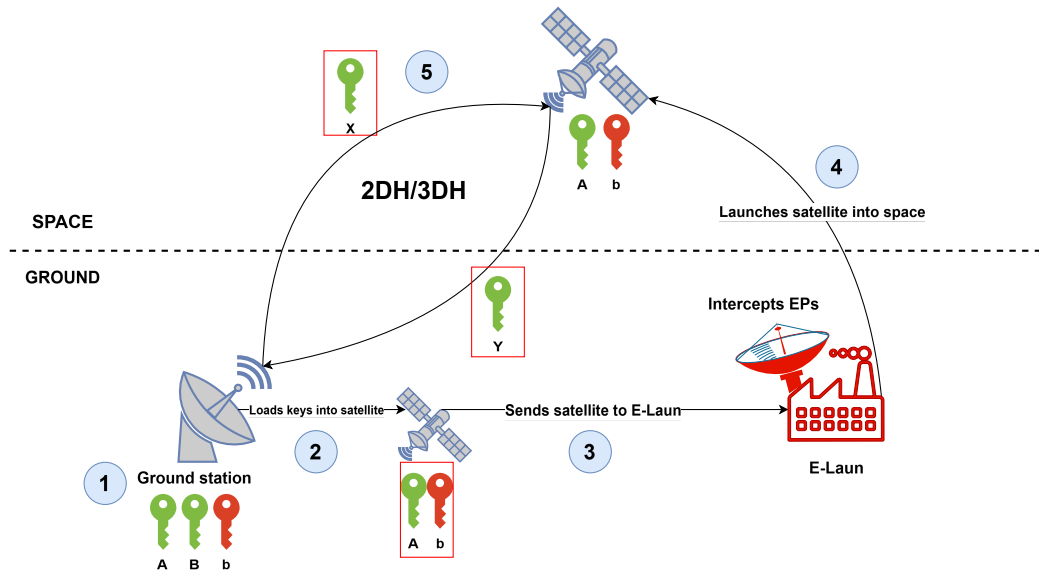 5
X
A b
2DH/3DH
4
Launches satellite into space
SPACE
GROUND
Y
Intercepts EPs
Loads keys into satellite
Sends satellite to E-Laun
2
3
E-Laun
1
Ground station
A B b
A b